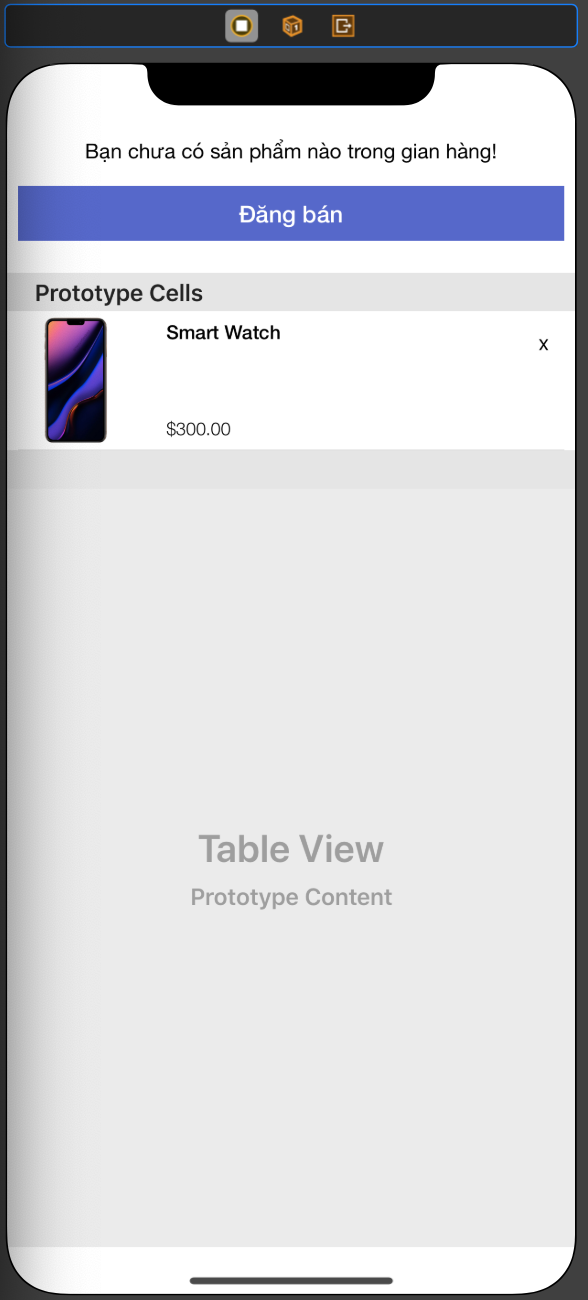 Bạn chưa có sản phẩm nào trong gian hàng!
Đăng bán
Prototype Cells
Smart Watch
x
$300.00
Table View
Prototype Content